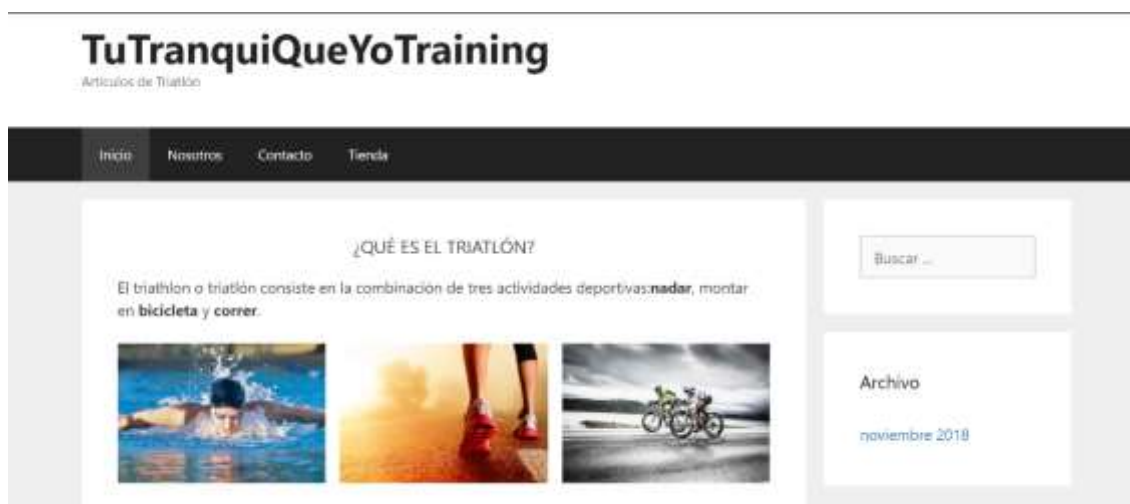 TuTranquiQueYoTraining
Artículos de Triatlón
Inicio Nosotros Contacto Tienda
¿QUÉ ES EL TRIATLÓN?
El triathlon o triatlón consiste en la combinación de tres actividades deportivas:nadar, montar
en bicicleta y correr.
Buscar ...
Archivo
noviembre 2018